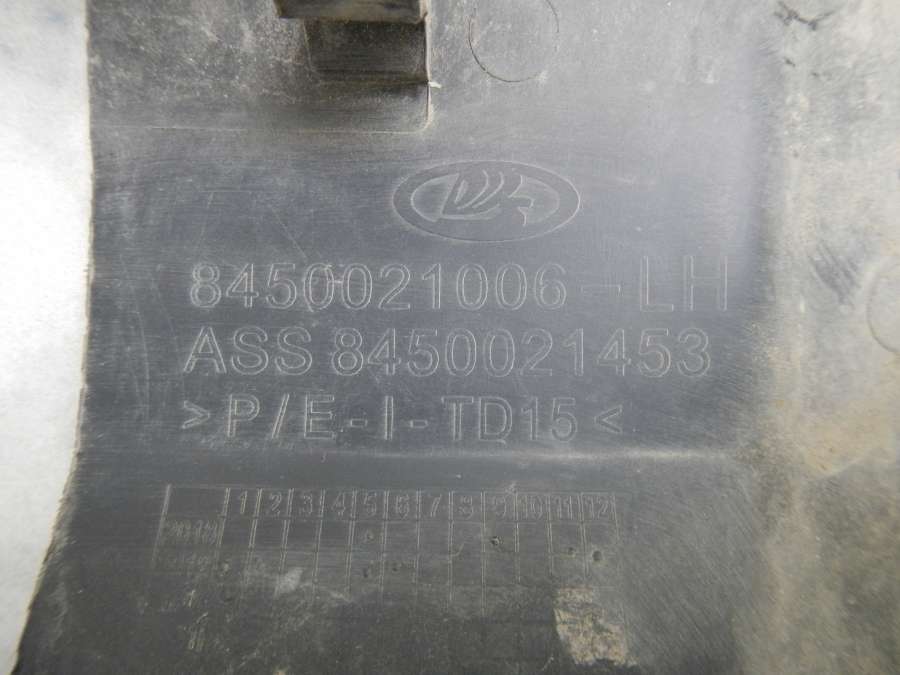 8450021006-LH
ASS 8450021453
>P/E-I-TD15<
1 2 3 4 5 6 7 8 9 10 11 12